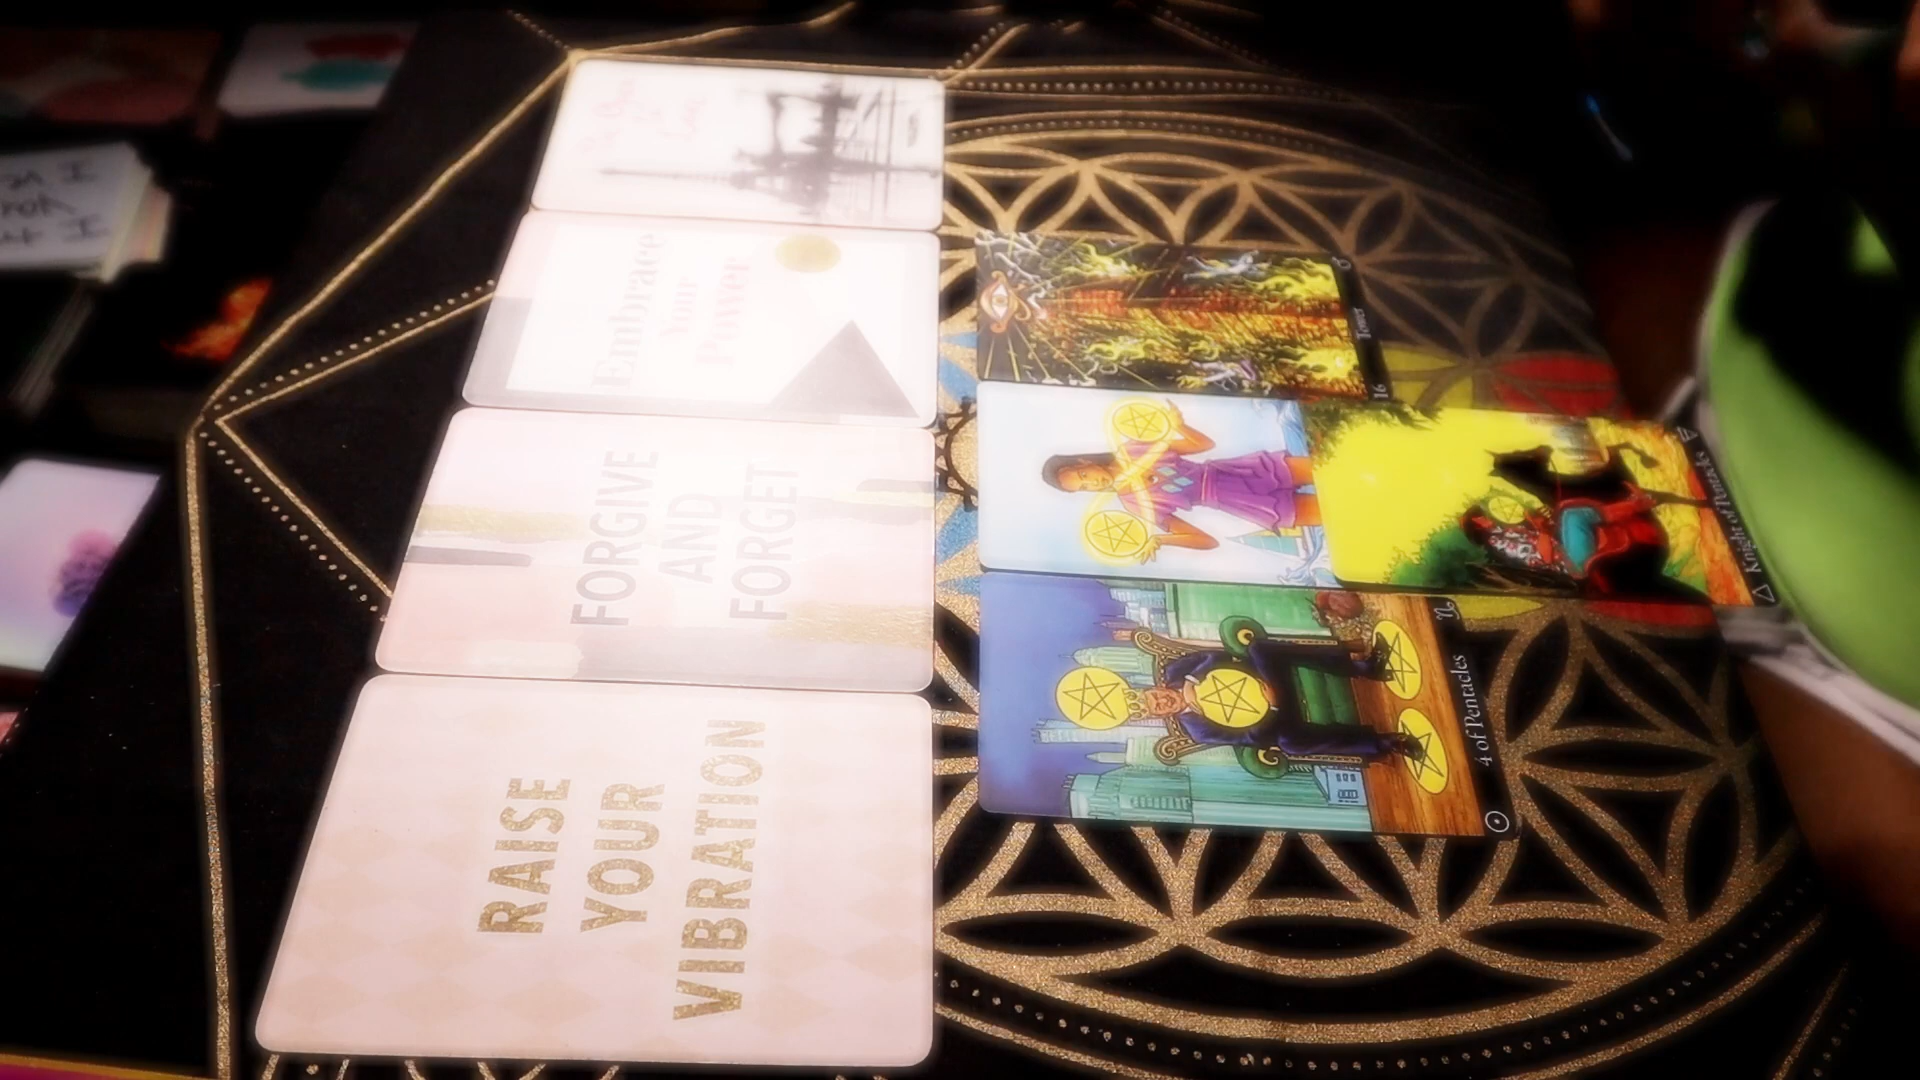 Embrace
Your
Power
FORGIVE
AND
FORGET
RAISE
YOUR
VIBRATION
16
Tower
Knight of Pentacles
4 of Pentacles